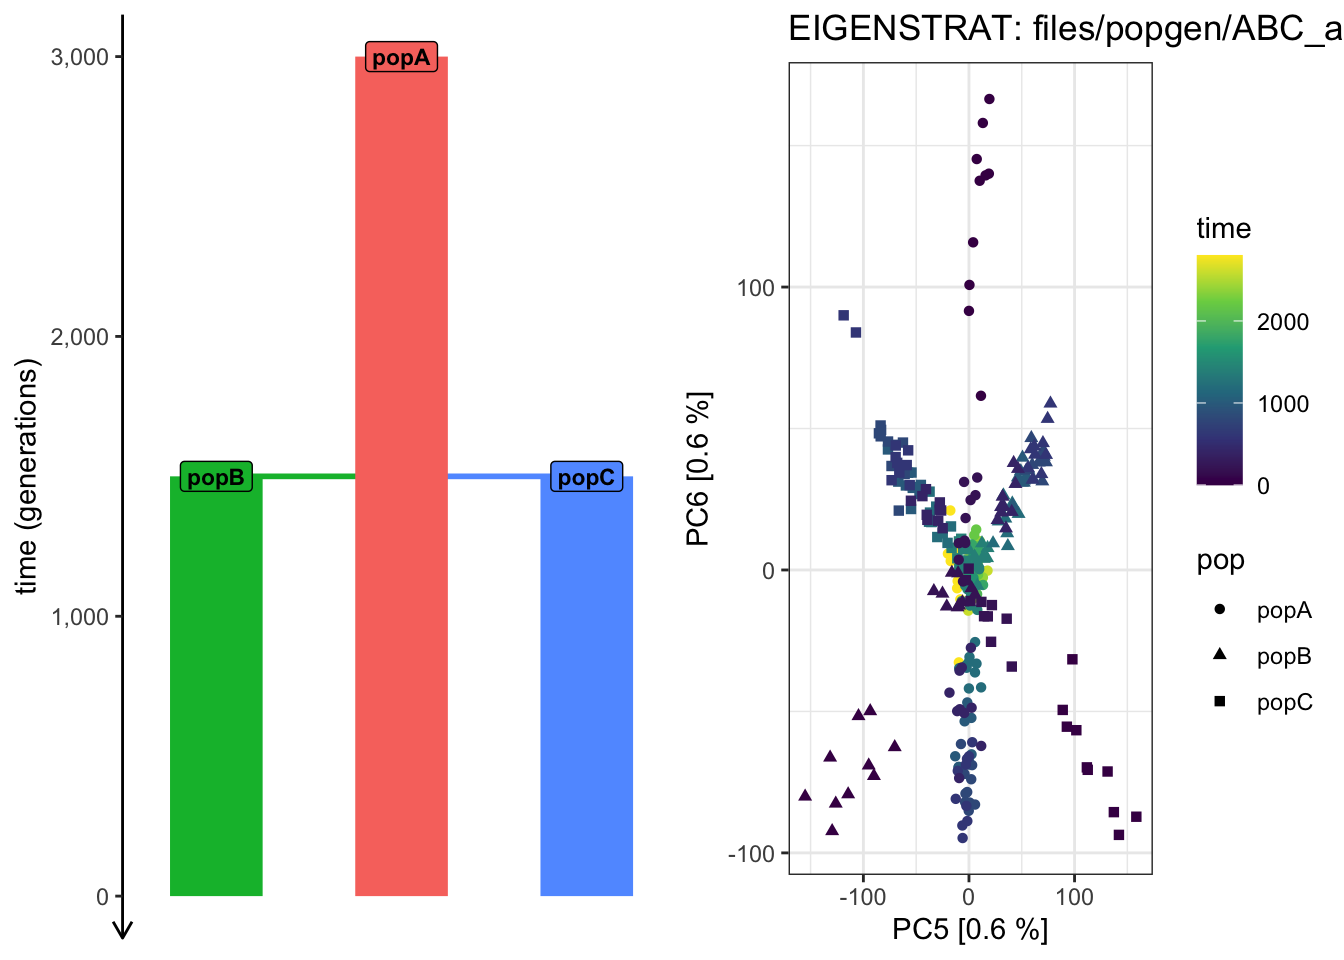 time (generations)
3,000
2,000
1,000
0
popA
popB
popC
EIGENSTRAT: files/popgen/ABC_a
PC6 [0.6 %]
100
0
-100
-100
0
100
PC5 [0.6 %]
time
2000
1000
0
pop
popA
popB
popC